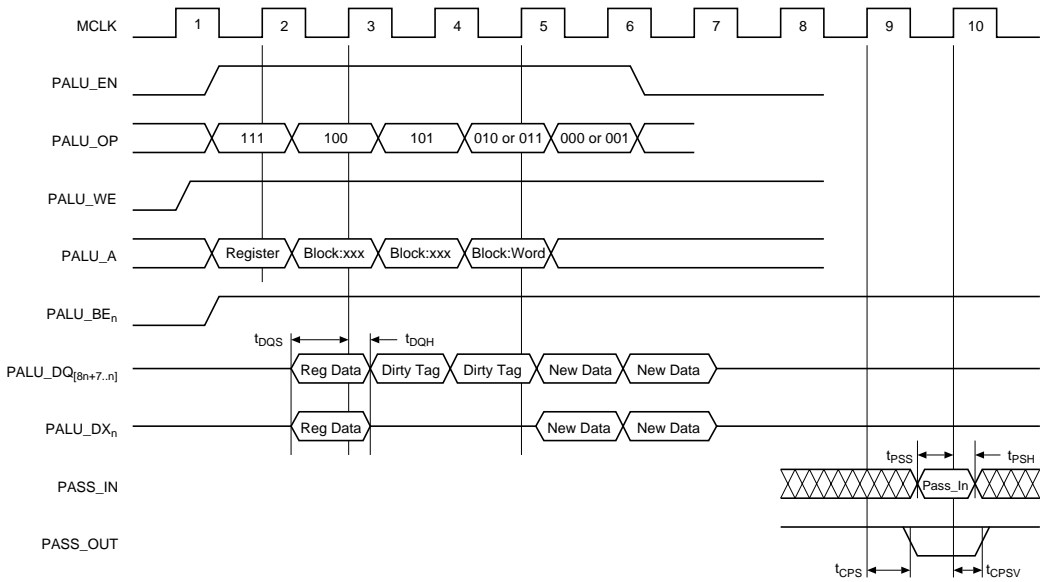 MCLK 1 2 3 4 5 6 7 8 9 10
PALU_EN
PALU_OP 111 100 101 010 or 011 000 or 001
PALU_WE
PALU_A Register Block:xxx Block:xxx Block:Word
PALU_BEn
tDQS tDQH
PALU_DQ[8n+7..n] Reg Data Dirty Tag Dirty Tag New Data New Data
PALU_DXn Reg Data New Data New Data
tPSS tPSH
PASS_IN Pass_In
PASS_OUT
tCPS tCPSV